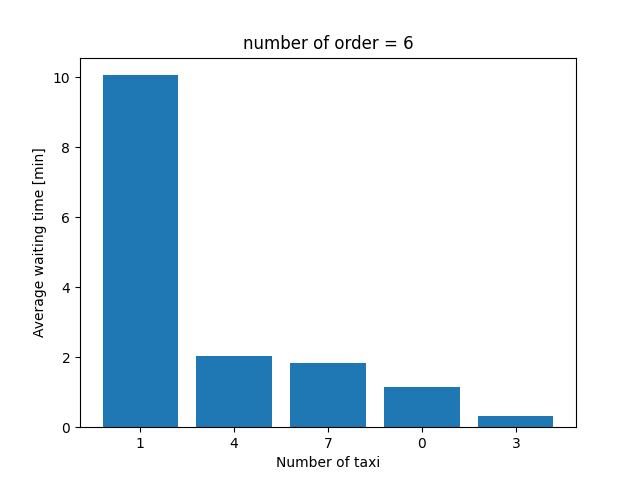 number of order = 6
Average waiting time [min]
10
8
6
4
2
0
1 4 7 0 3
Number of taxi